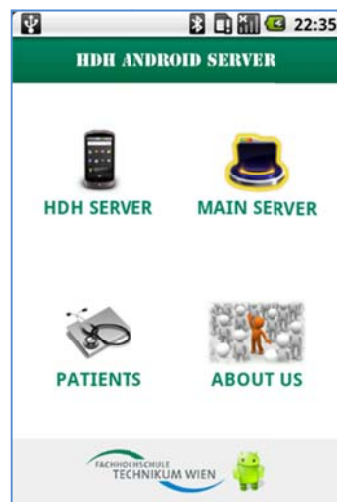 22:35
HDH ANDROID SERVER
HDH SERVER
MAIN SERVER
PATIENTS
ABOUT US
FACHHOCHSCHULE
TECHNIKUM WIEN